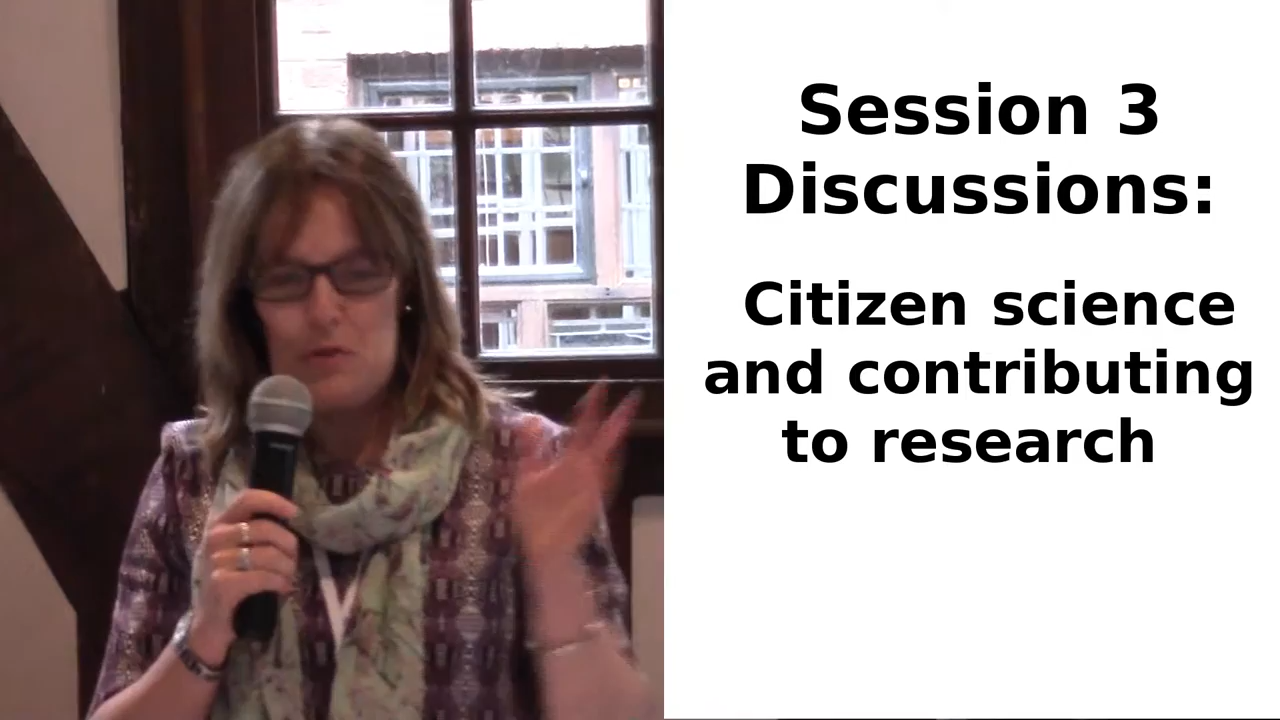 Session 3
Discussions:
Citizen science
and contributing
to research